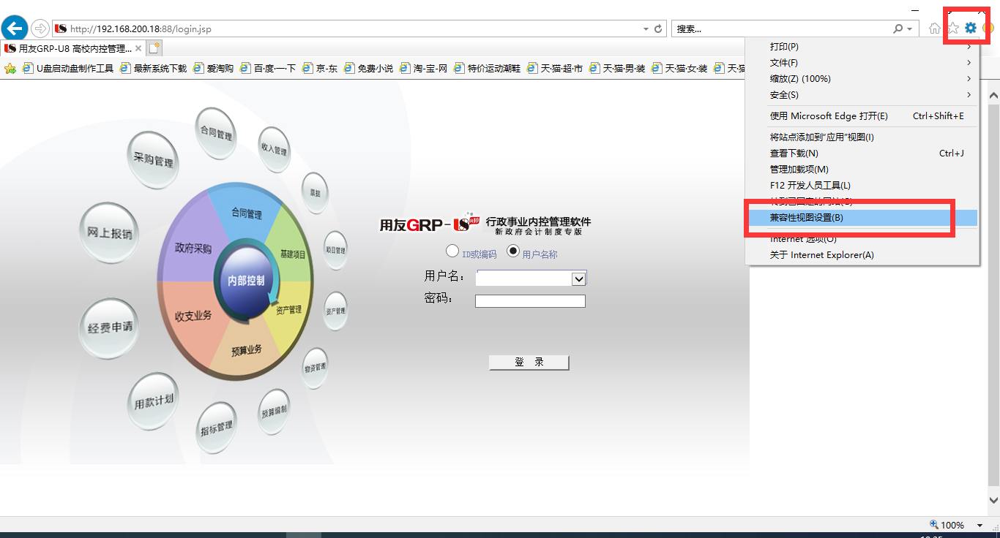 http://192.168.200.18:88/login.jsp
搜索...
用友GRP-U8 高校内控管理...
U盘启动盘制作工具
最新系统下载
爱淘购
百·度·一·下
京·东
免费小说
淘·宝·网
特价运动潮鞋
天·猫·超·市
天·猫·男·装
天·猫·女·装
天·猫
打印(P)
文件(F)
缩放(Z) (100%)
安全(S)
使用 Microsoft Edge 打开(E) Ctrl+Shift+E
将站点添加到“应用”视图(I)
查看下载(N) Ctrl+J
管理加载项(M)
F12 开发人员工具(L)
转到已固定的网站(G)
兼容性视图设置(B)
Internet 选项(O)
关于 Internet Explorer(A)
合同管理
收入管理
采购管理
票据
网上报销
项目管理
经费申请
资产管理
用款计划
物资管理
指标管理
预算编制
合同管理
政府采购
基建项目
内部控制
收支业务
资产管理
预算业务
用友GRP-U8 R10 行政事业内控管理软件
新政府会计制度专版
ID或编码 用户名称
用户名：
密码：
登 录
100%